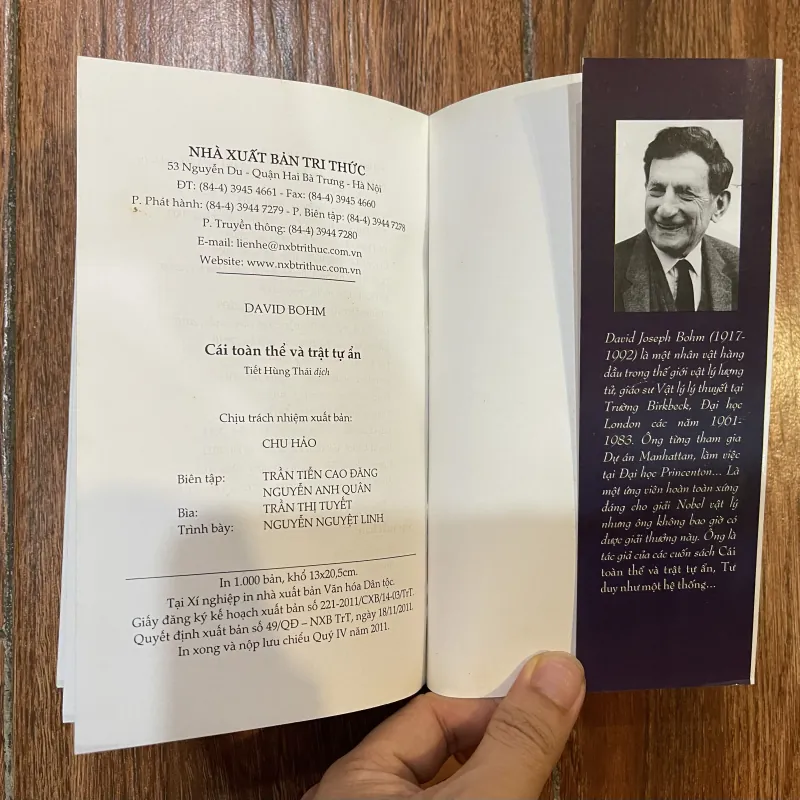 NHÀ XUẤT BẢN TRI THỨC
53 Nguyễn Du - Quận Hai Bà Trưng - Hà Nội
ĐT: (84-4) 3945 4661 - Fax: (84-4) 3945 4660
P. Phát hành: (84-4) 3944 7279 - P. Biên tập: (84-4) 3944 7278
P. Truyền thông: (84-4) 3944 7280
E-mail: lienhe@nxbtrithuc.com.vn
Website: www.nxbtrithuc.com.vn
DAVID BOHM
Cái toàn thể và trật tự ẩn
Tiết Hùng Thái dịch
Chịu trách nhiệm xuất bản:
CHU HẢO
Biên tập: TRẦN TIỄN CAO ĐĂNG
NGUYỄN ANH QUÂN
Bìa: TRẦN THỊ TUYẾT
Trình bày: NGUYỄN NGUYỆT LINH
In 1.000 bản, khổ 13x20,5cm.
Tại Xí nghiệp in nhà xuất bản Văn hóa Dân tộc.
Giấy đăng ký kế hoạch xuất bản số 221-2011/CXB/14-03/TrT.
Quyết định xuất bản số 49/QĐ – NXB TrT, ngày 18/11/2011.
In xong và nộp lưu chiểu Quý IV năm 2011.
David Joseph Bohm (1917-
1992) là một nhân vật hàng
đầu trong thế giới vật lý lượng
tử, giáo sư Vật lý lý thuyết tại
Trường Birkbeck, Đại học
London các năm 1961-
1983. Ông từng tham gia
Dự án Manhattan, làm việc
tại Đại học Princenton... Là
một ứng viên hoàn toàn xứng
đáng cho giải Nobel vật lý
nhưng ông không bao giờ có
được giải thưởng này. Ông là
tác giả của các cuốn sách Cái
toàn thể và trật tự ẩn, Tư
duy như một hệ thống...